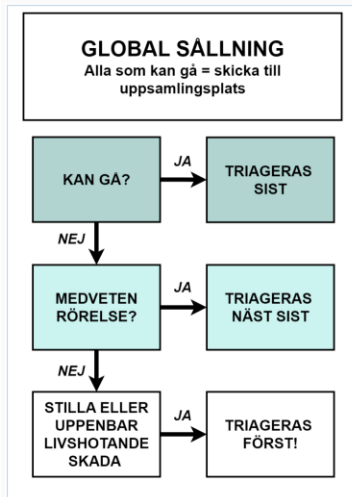 GLOBAL SÅLLNING
Alla som kan gå = skicka till
uppsamlingsplats
KAN GÅ?
JA
TRIAGERAS
SIST
NEJ
MEDVETEN
RÖRELSE?
JA
TRIAGERAS
NÄST SIST
NEJ
STILLA ELLER
UPPENBAR
LIVSHOTANDE
SKADA
JA
TRIAGERAS
FÖRST!